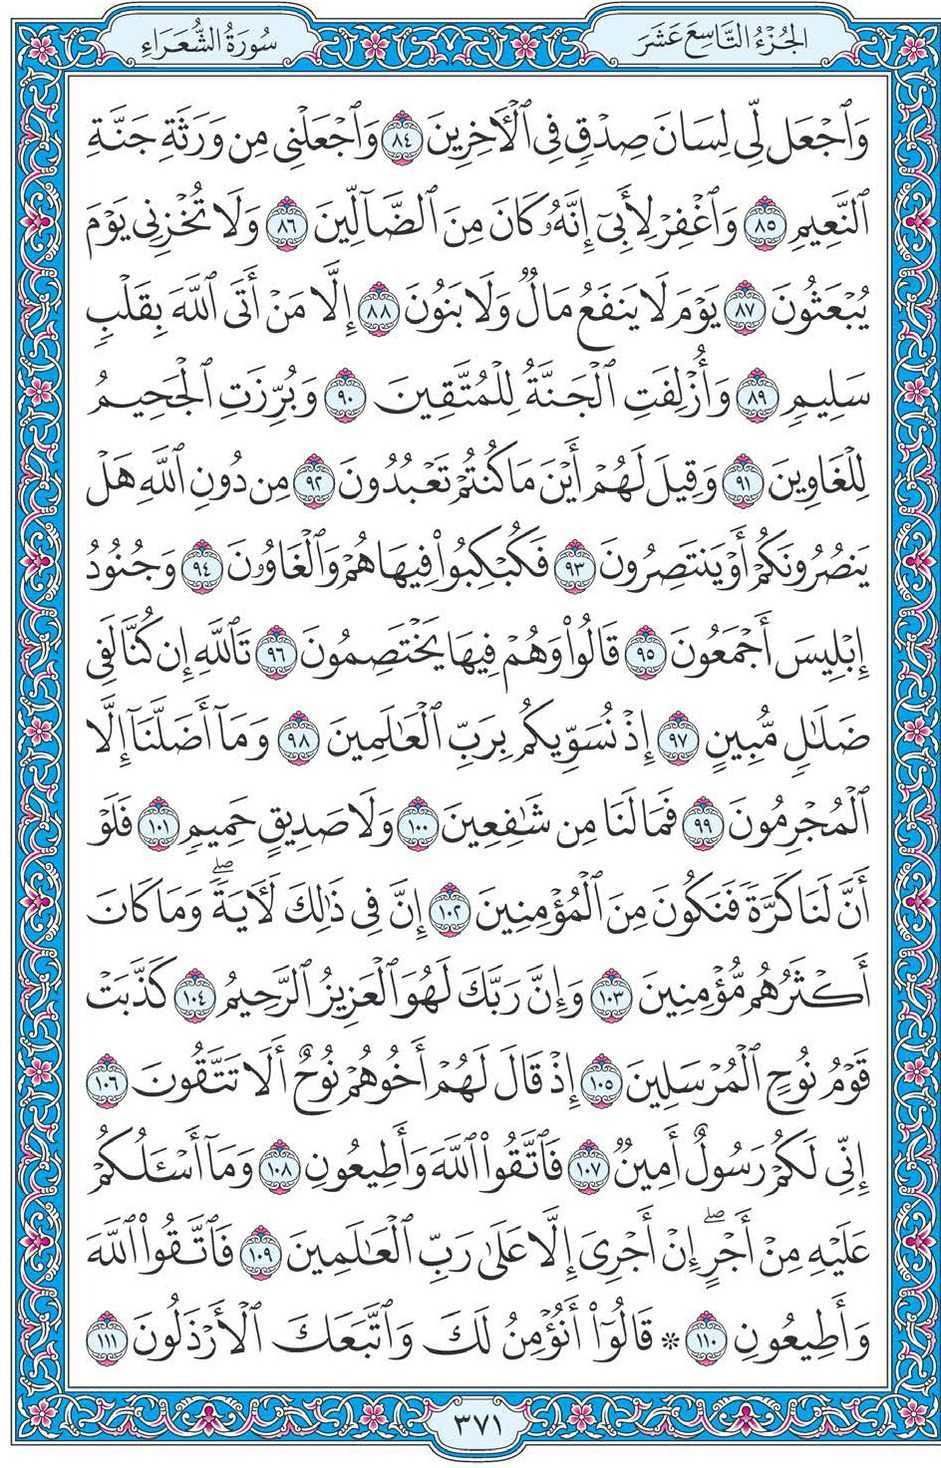 الجُزْءُ التَّاسِعَ عَشَرَ
سُورَةُ الشُّعَرَاءِ
وَٱجْعَل لِّى لِسَانَ صِدْقٍ فِى ٱلْأَخِرِينَ ٨٤ وَٱجْعَلْنِى مِن وَرَثَةِ جَنَّةِ
ٱلنَّعِيمِ ٨٥ وَٱغْفِرْ لِأَبِىٓ إِنَّهُۥ كَانَ مِنَ ٱلضَّآلِّينَ ٨٦ وَلَا تُخْزِنِى يَوْمَ
يُبْعَثُونَ ٨٧ يَوْمَ لَا يَنفَعُ مَالٌ وَلَا بَنُونَ ٨٨ إِلَّا مَنْ أَتَى ٱللَّهَ بِقَلْبٍ
سَلِيمٍ ٨٩ وَأُزْلِفَتِ ٱلْجَنَّةُ لِلْمُتَّقِينَ ٩٠ وَبُرِّزَتِ ٱلْجَحِيمُ
لِلْغَاوِينَ ٩١ وَقِيلَ لَهُمْ أَيْنَ مَا كُنتُمْ تَعْبُدُونَ ٩٢ مِن دُونِ ٱللَّهِ هَلْ
يَنصُرُونَكُمْ أَوْ يَنتَصِرُونَ ٩٣ فَكُبْكِبُوا۟ فِيهَا هُمْ وَٱلْغَاوُۥنَ ٩٤ وَجُنُودُ
إِبْلِيسَ أَجْمَعُونَ ٩٥ قَالُوا۟ وَهُمْ فِيهَا يَخْتَصِمُونَ ٩٦ تَٱللَّهِ إِن كُنَّا لَفِى
ضَلَٰلٍ مُّبِينٍ ٩٧ إِذْ نُسَوِّيكُم بِرَبِّ ٱلْعَٰلَمِينَ ٩٨ وَمَآ أَضَلَّنَآ إِلَّا
ٱلْمُجْرِمُونَ ٩٩ فَمَا لَنَا مِن شَٰفِعِينَ ١٠٠ وَلَا صَدِيقٍ حَمِيمٍ ١٠١ فَلَوْ
أَنَّ لَنَا كَرَّةً فَنَكُونَ مِنَ ٱلْمُؤْمِنِينَ ١٠٢ إِنَّ فِى ذَٰلِكَ لَأَيَةًۖ وَمَا كَانَ
أَكْثَرُهُم مُّؤْمِنِينَ ١٠٣ وَإِنَّ رَبَّكَ لَهُوَ ٱلْعَزِيزُ ٱلرَّحِيمُ ١٠٤ كَذَّبَتْ
قَوْمُ نُوحٍ ٱلْمُرْسَلِينَ ١٠٥ إِذْ قَالَ لَهُمْ أَخُوهُمْ نُوحٌ أَلَا تَتَّقُونَ ١٠٦
إِنِّى لَكُمْ رَسُولٌ أَمِينٌ ١٠٧ فَٱتَّقُوا۟ ٱللَّهَ وَأَطِيعُونِ ١٠٨ وَمَآ أَسْـَٔلُكُمْ
عَلَيْهِ مِنْ أَجْرٍۖ إِنْ أَجْرِىَ إِلَّا عَلَىٰ رَبِّ ٱلْعَٰلَمِينَ ١٠٩ فَٱتَّقُوا۟ ٱللَّهَ
وَأَطِيعُونِ ١١٠ * قَالُوٓا۟ أَنُؤْمِنُ لَكَ وَٱتَّبَعَكَ ٱلْأَرْذَلُونَ ١١١
٣٧١